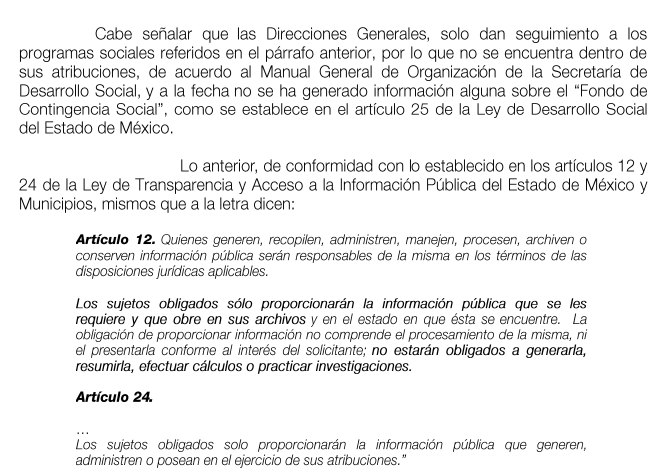 Cabe señalar que las Direcciones Generales, solo dan seguimiento a los
programas sociales referidos en el párrafo anterior, por lo que no se encuentra dentro de
sus atribuciones, de acuerdo al Manual General de Organización de la Secretaría de
Desarrollo Social, y a la fecha no se ha generado información alguna sobre el “Fondo de
Contingencia Social”, como se establece en el artículo 25 de la Ley de Desarrollo Social
del Estado de México.
Lo anterior, de conformidad con lo establecido en los artículos 12 y
24 de la Ley de Transparencia y Acceso a la Información Pública del Estado de México y
Municipios, mismos que a la letra dicen:
Artículo 12. Quienes generen, recopilen, administren, manejen, procesen, archiven o
conserven información pública serán responsables de la misma en los términos de las
disposiciones jurídicas aplicables.
Los sujetos obligados sólo proporcionarán la información pública que se les
requiere y que obre en sus archivos y en el estado en que ésta se encuentre. La
obligación de proporcionar información no comprende el procesamiento de la misma, ni
el presentarla conforme al interés del solicitante; no estarán obligados a generarla,
resumirla, efectuar cálculos o practicar investigaciones.
Artículo 24.
…
Los sujetos obligados solo proporcionarán la información pública que generen,
administren o posean en el ejercicio de sus atribuciones.”